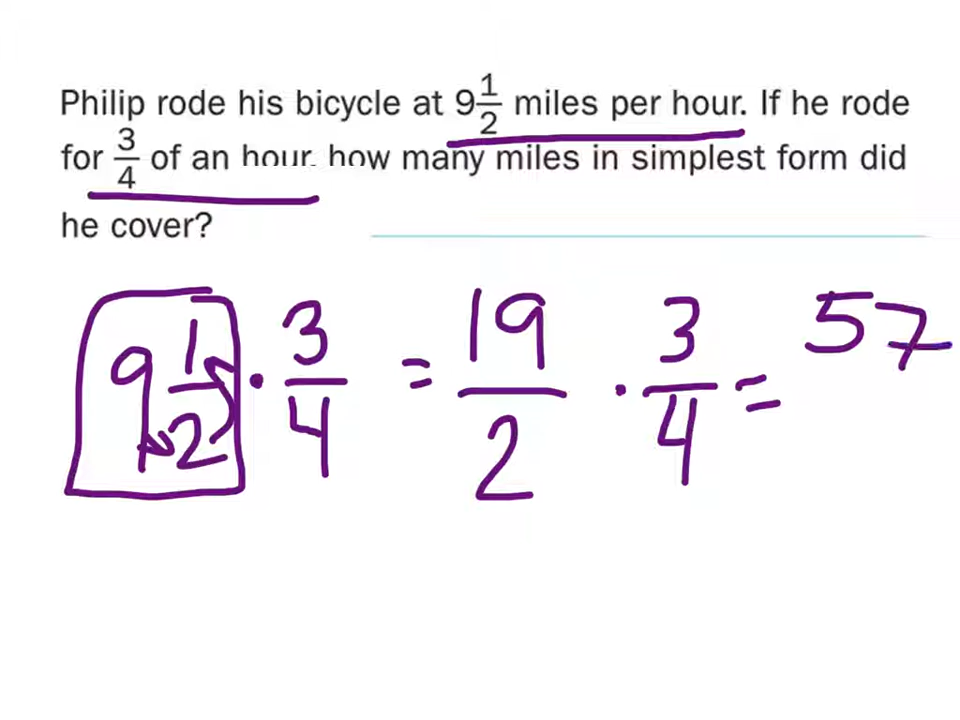 Philip rode his bicycle at 9 1/2 miles per hour. If he rode
for 3/4 of an hour, how many miles in simplest form did
he cover?
9 1/2 · 3/4 = 19/2 · 3/4 = 57